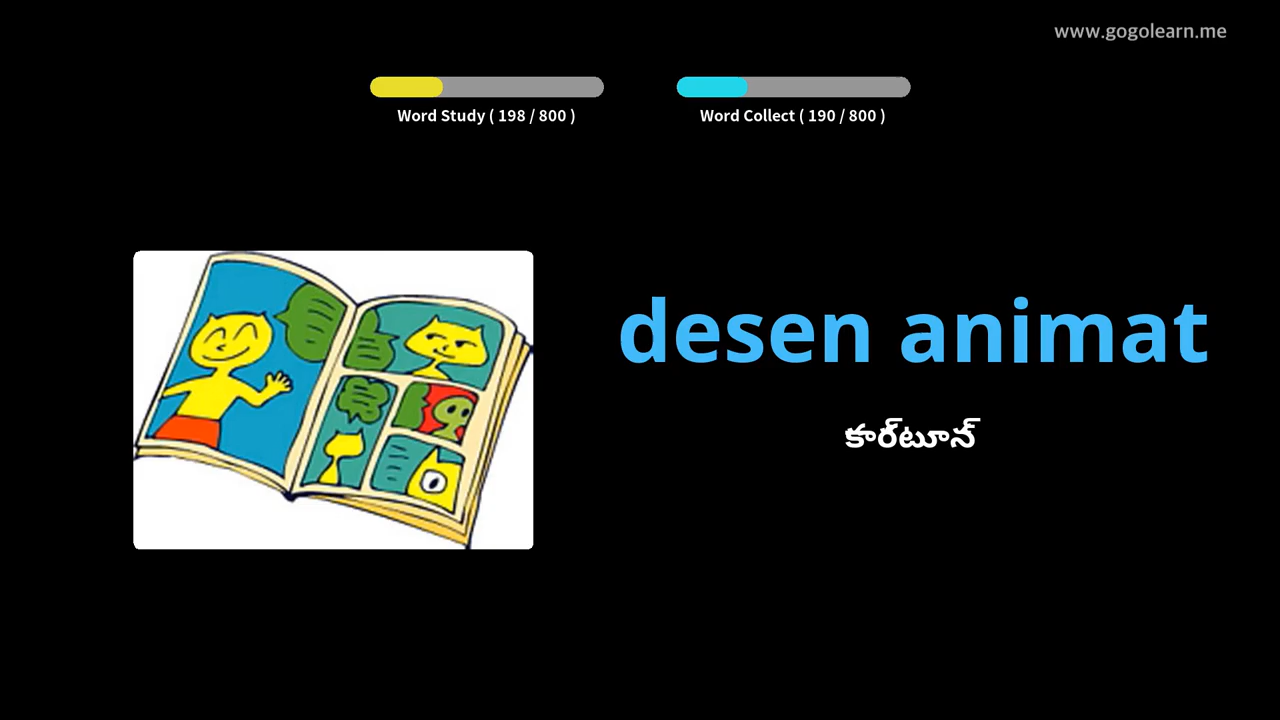 www.gogolearn.me
Word Study ( 198 / 800 )
Word Collect ( 190 / 800 )
desen animat
కార్‌టూన్